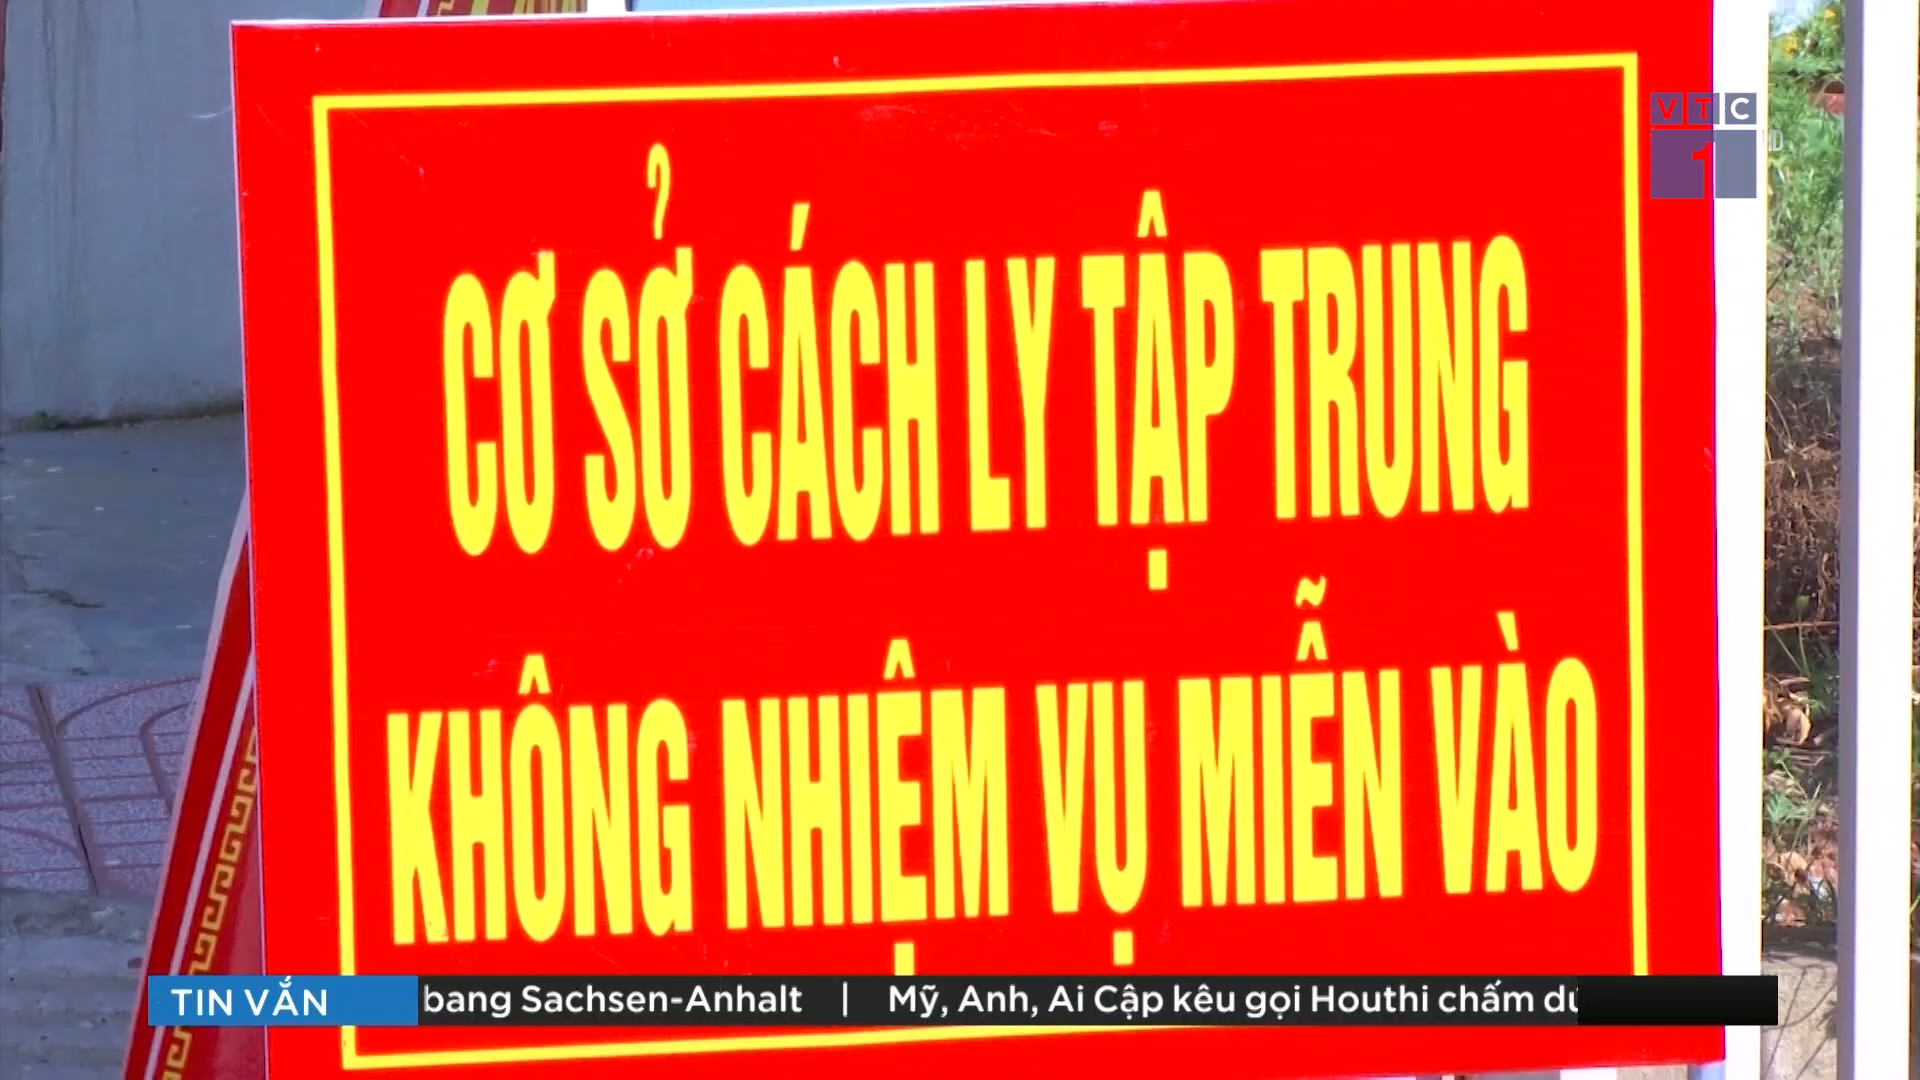 VTC
1
HD
CƠ SỞ CÁCH LY TẬP TRUNG
KHÔNG NHIỆM VỤ MIỄN VÀO
TIN VẮN
bang Sachsen-Anhalt | Mỹ, Anh, Ai Cập kêu gọi Houthi chấm